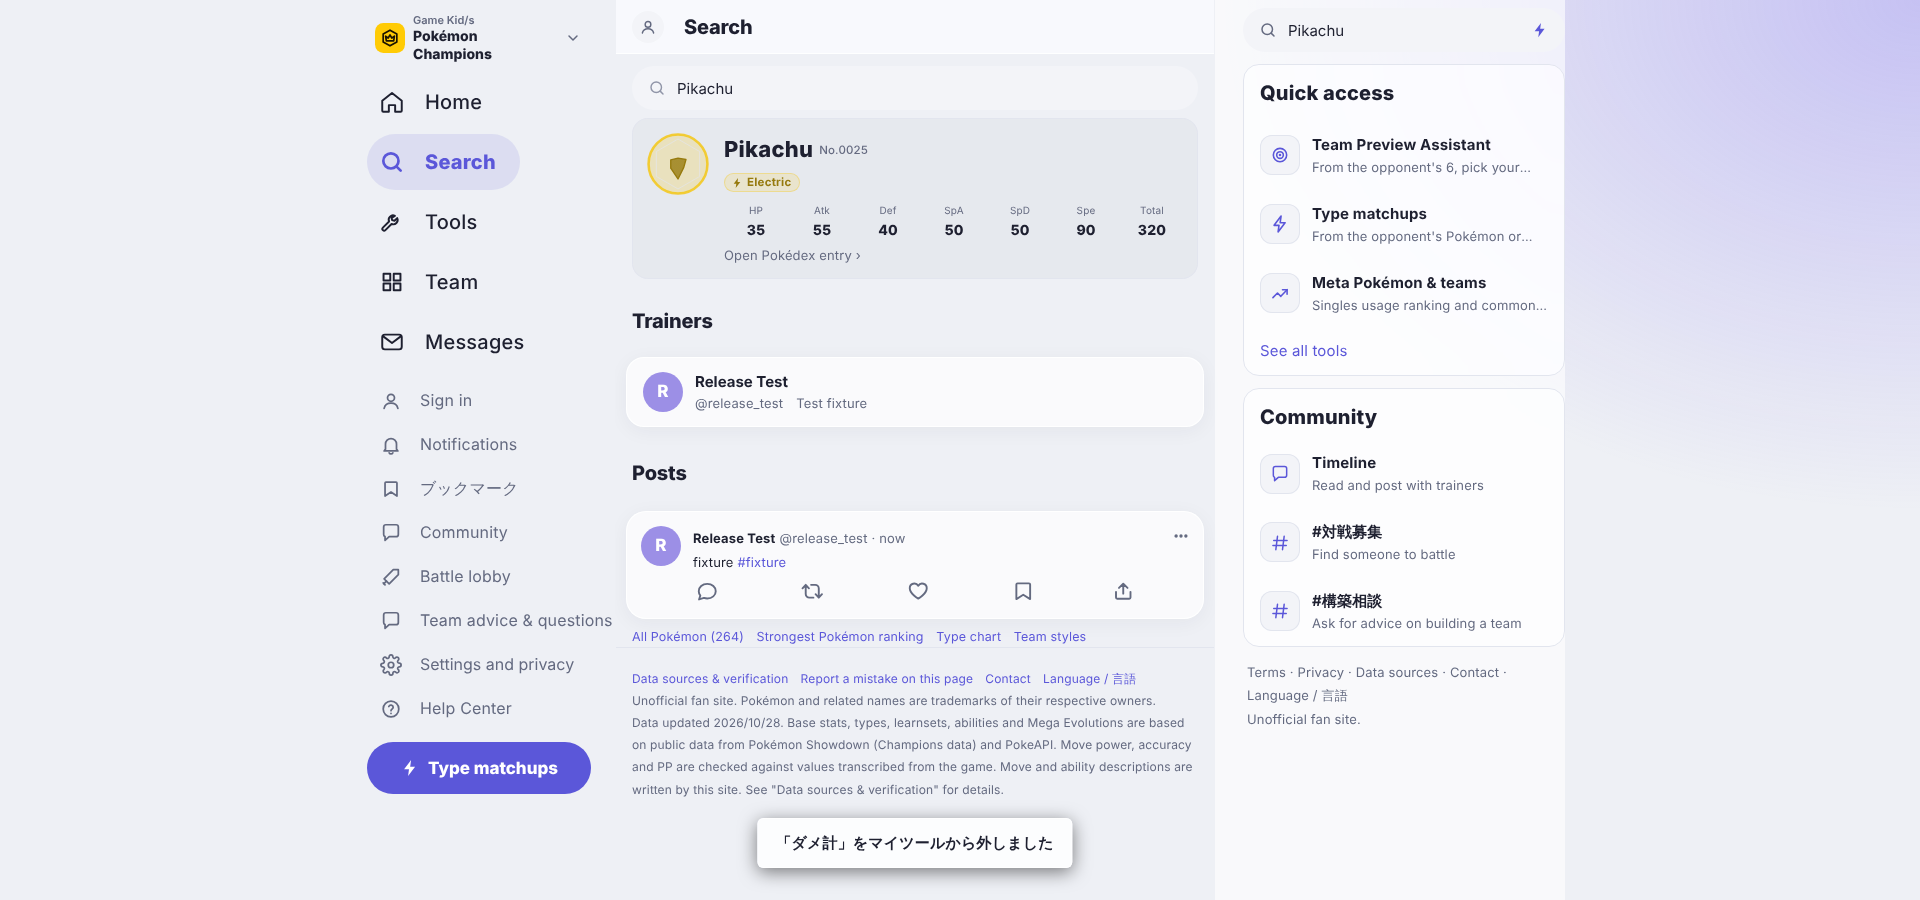 Game Kid/s
Pokémon
Champions
Home
Search
Tools
Team
Messages
Sign in
Notifications
ブックマーク
Community
Battle lobby
Team advice & questions
Settings and privacy
Help Center
Type matchups
Search
Pikachu
Pikachu No.0025
Electric
HP Atk Def SpA SpD Spe Total
35 55 40 50 50 90 320
Open Pokédex entry ›
Trainers
R
Release Test
@release_test Test fixture
Posts
R
Release Test @release_test · now
fixture #fixture
All Pokémon (264) Strongest Pokémon ranking Type chart Team styles
Data sources & verification Report a mistake on this page Contact Language / 言語
Unofficial fan site. Pokémon and related names are trademarks of their respective owners.
Data updated 2026/10/28. Base stats, types, learnsets, abilities and Mega Evolutions are based
on public data from Pokémon Showdown (Champions data) and PokeAPI. Move power, accuracy
and PP are checked against values transcribed from the game. Move and ability descriptions are
written by this site. See "Data sources & verification" for details.
「ダメ計」をマイツールから外しました
Pikachu
Quick access
Team Preview Assistant
From the opponent's 6, pick your...
Type matchups
From the opponent's Pokémon or...
Meta Pokémon & teams
Singles usage ranking and common...
See all tools
Community
Timeline
Read and post with trainers
#対戦募集
Find someone to battle
#構築相談
Ask for advice on building a team
Terms · Privacy · Data sources · Contact ·
Language / 言語
Unofficial fan site.